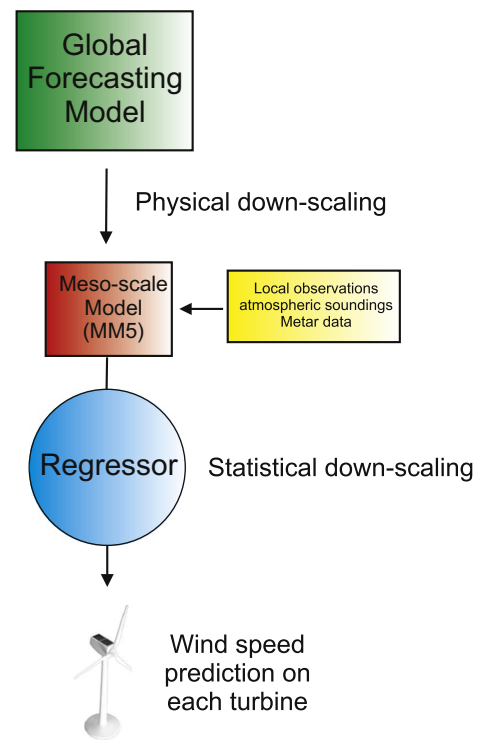 Global
Forecasting
Model
Physical down-scaling
Meso-scale
Model
(MM5)
Local observations
atmospheric soundings
Metar data
Regressor
Statistical down-scaling
Wind speed
prediction on
each turbine